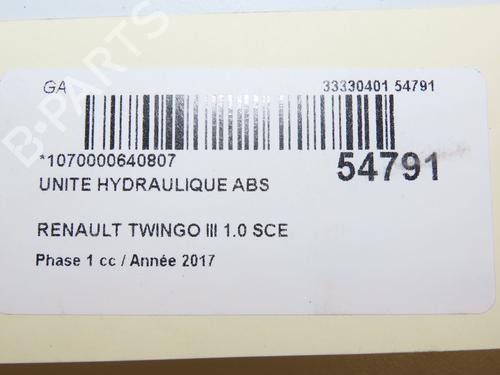 B-PARTS
GA 33330401 54791
*1070000640807 54791
UNITE HYDRAULIQUE ABS
RENAULT TWINGO III 1.0 SCE
Phase 1 cc / Année 2017